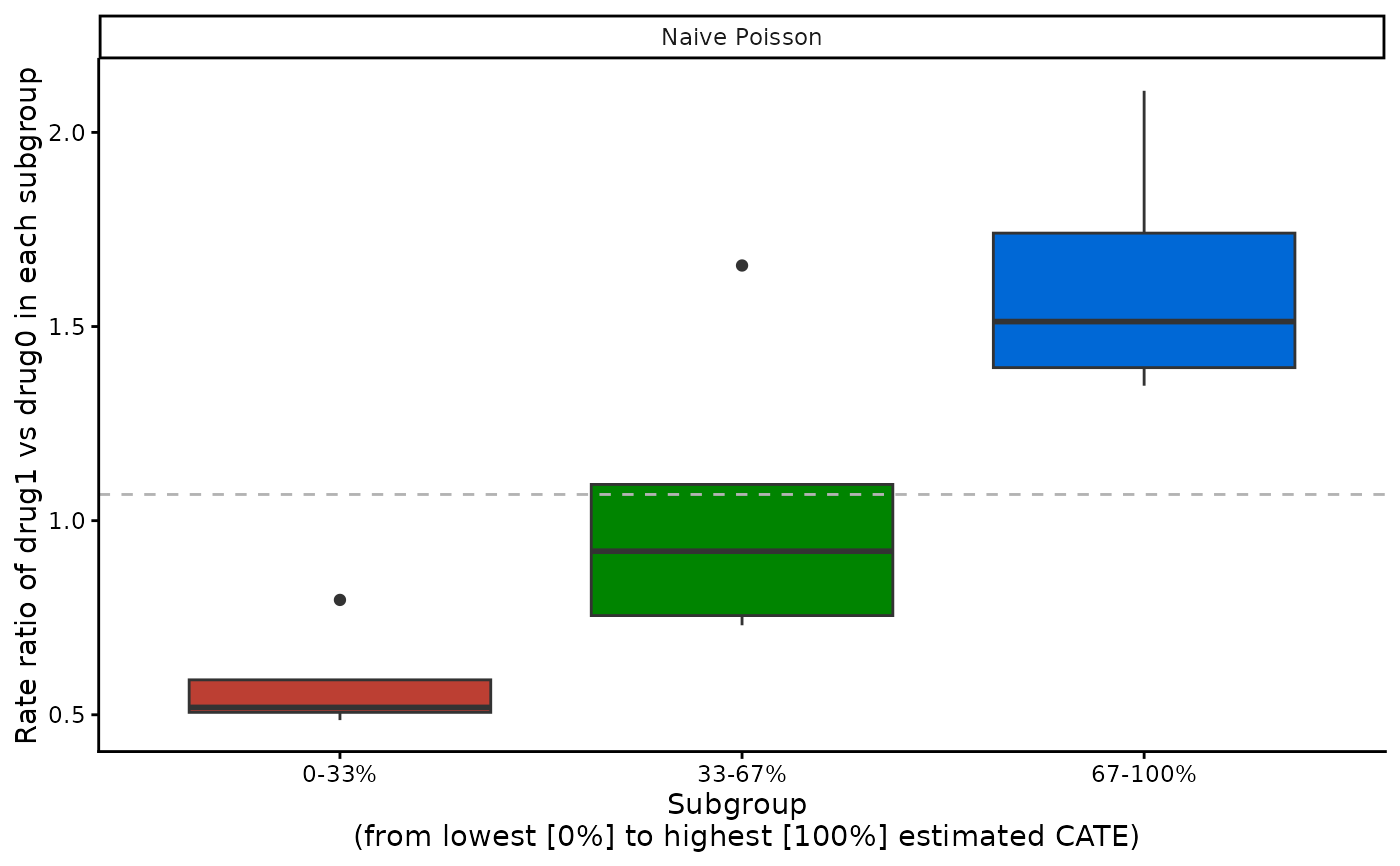 Naive Poisson
Rate ratio of drug1 vs drug0 in each subgroup
2.0
1.5
1.0
0.5
0-33%
33-67%
67-100%
Subgroup
(from lowest [0%] to highest [100%] estimated CATE)